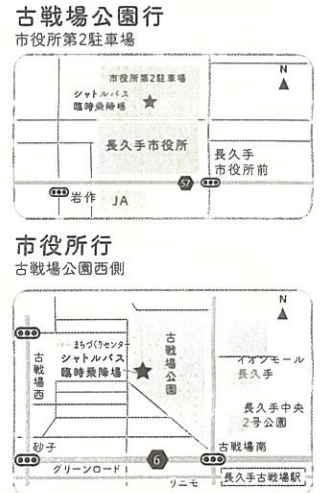 古戦場公園行
市役所第2駐車場
市役所第2駐車場
シャトルバス
臨時乗降場
N
長久手市役所
長久手
市役所前
57
岩作
JA
市役所行
古戦場公園西側
N
まちづくりセンター
シャトルバス
臨時乗降場
古戦場公園
古戦場西
イオンモール
長久手
長久手中央
2号公園
砂子
古戦場南
6
グリーンロード
リニモ
長久手古戦場駅